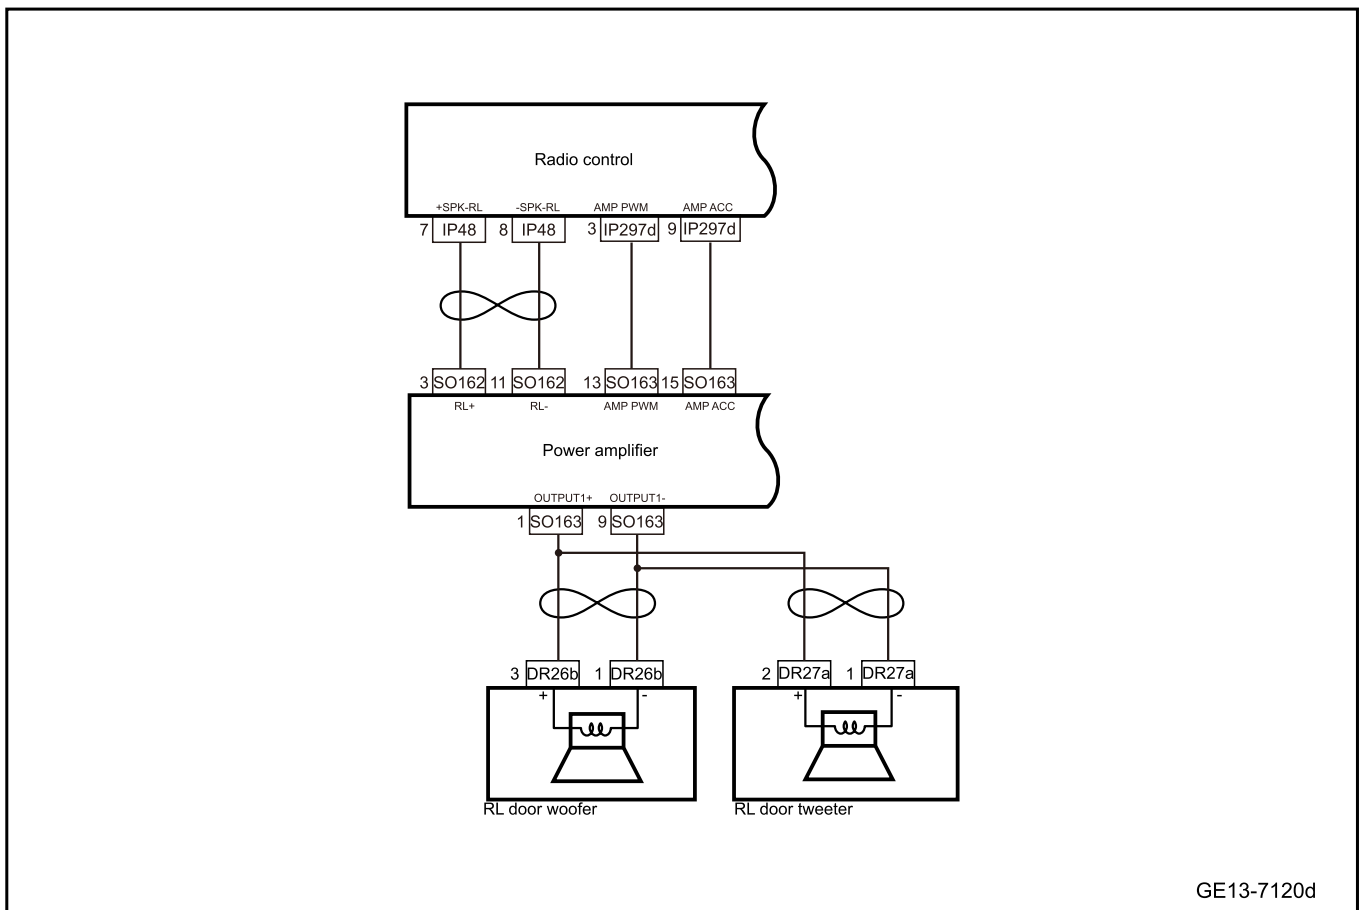 Radio control
+SPK-RL -SPK-RL AMP PWM AMP ACC
7 IP48 8 IP48 3 IP297d 9 IP297d
3 SO162 11 SO162 13 SO163 15 SO163
RL+ RL- AMP PWM AMP ACC
Power amplifier
OUTPUT1+ OUTPUT1-
1 SO163 9 SO163
3 DR26b 1 DR26b 2 DR27a 1 DR27a
+ - + -
RL door woofer RL door tweeter
GE13-7120d